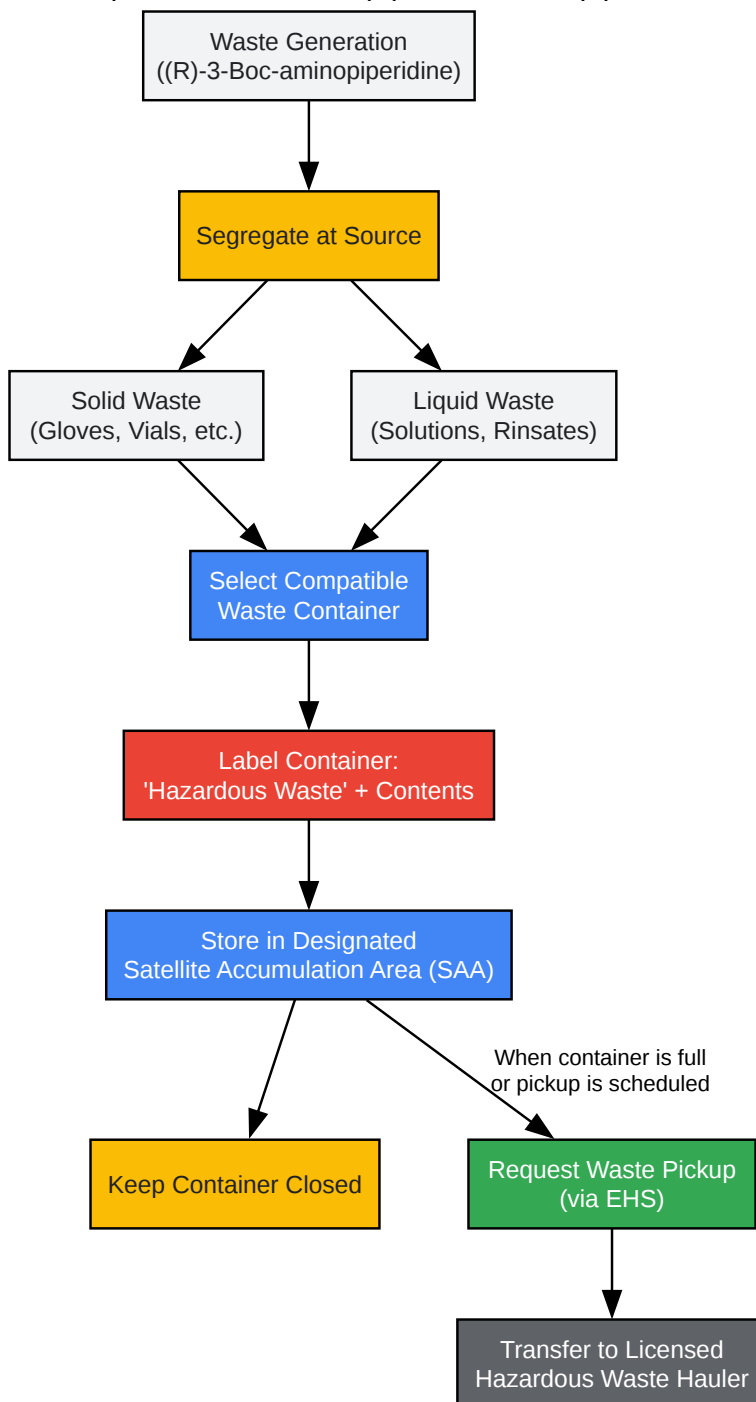 Waste Generation
((R)-3-Boc-aminopiperidine)
Segregate at Source
Solid Waste
(Gloves, Vials, etc.)
Liquid Waste
(Solutions, Rinsates)
Select Compatible
Waste Container
Label Container:
'Hazardous Waste' + Contents
Store in Designated
Satellite Accumulation Area (SAA)
When container is full
or pickup is scheduled
Keep Container Closed
Request Waste Pickup
(via EHS)
Transfer to Licensed
Hazardous Waste Hauler